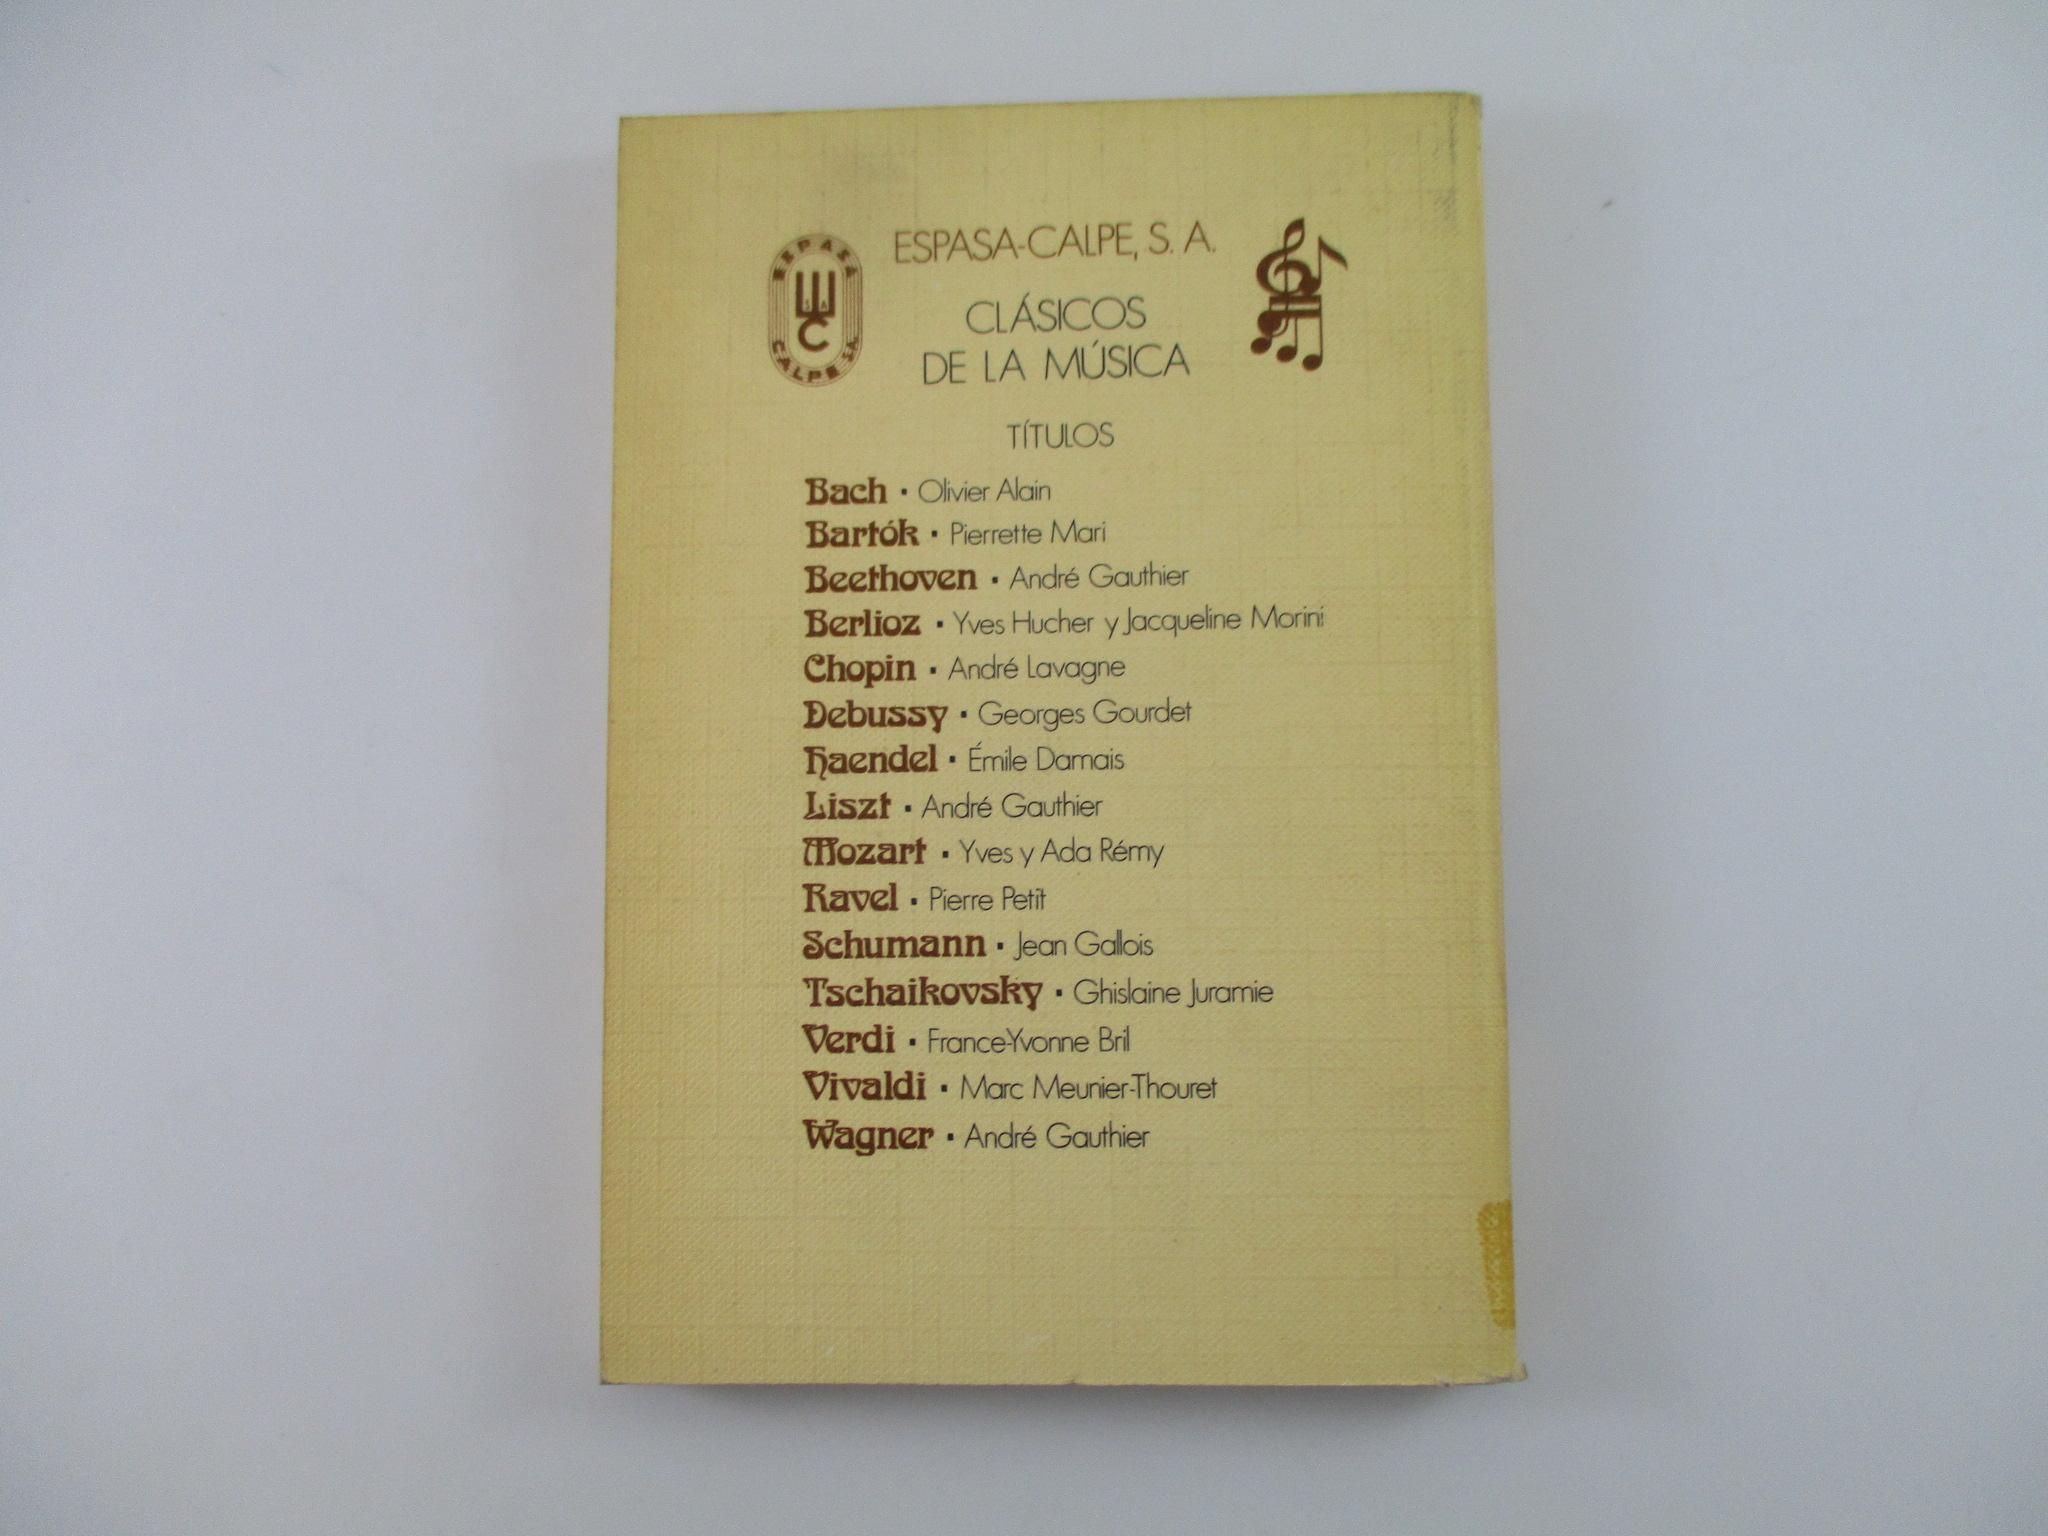 ESPASA
S A
C
CALPE SA
ESPASA-CALPE, S. A.
CLÁSICOS
DE LA MÚSICA
TÍTULOS
Bach · Olivier Alain
Bartók · Pierrette Mari
Beethoven · André Gauthier
Berlioz · Yves Hucher y Jacqueline Morini
Chopin · André Lavagne
Debussy · Georges Gourdet
Haendel · Émile Damais
Liszt · André Gauthier
Mozart · Yves y Ada Rémy
Ravel · Pierre Petit
Schumann · Jean Gallois
Tschaikovsky · Ghislaine Juramie
Verdi · France-Yvonne Bril
Vivaldi · Marc Meunier-Thouret
Wagner · André Gauthier